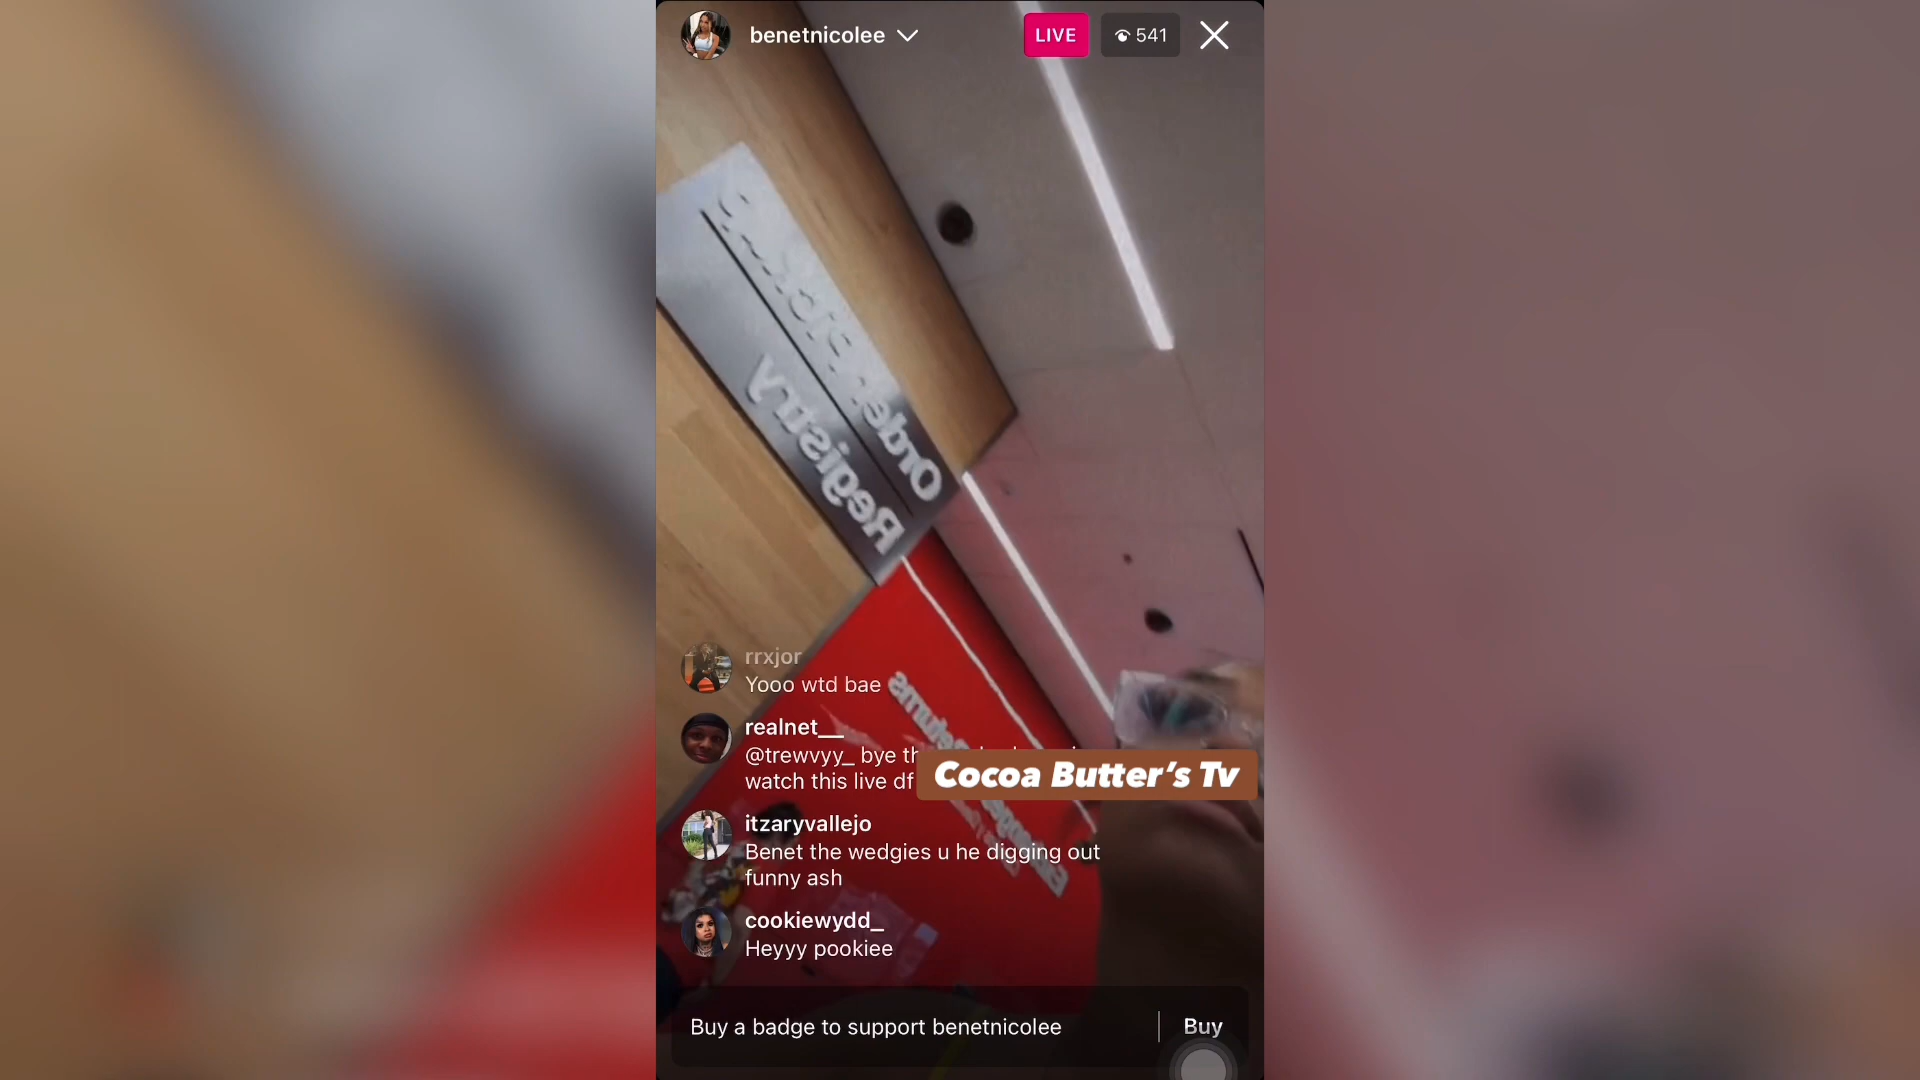 benetnicolee
LIVE
541
Order Pickup
Registry
rrxjor
Yooo wtd bae
realnet__
@trewvyy_ bye
watch this live df
Cocoa Butter's Tv
itzaryvallejo
Benet the wedgies u he digging out
funny ash
cookiewydd_
Heyyy pookiee
Buy a badge to support benetnicolee
Buy